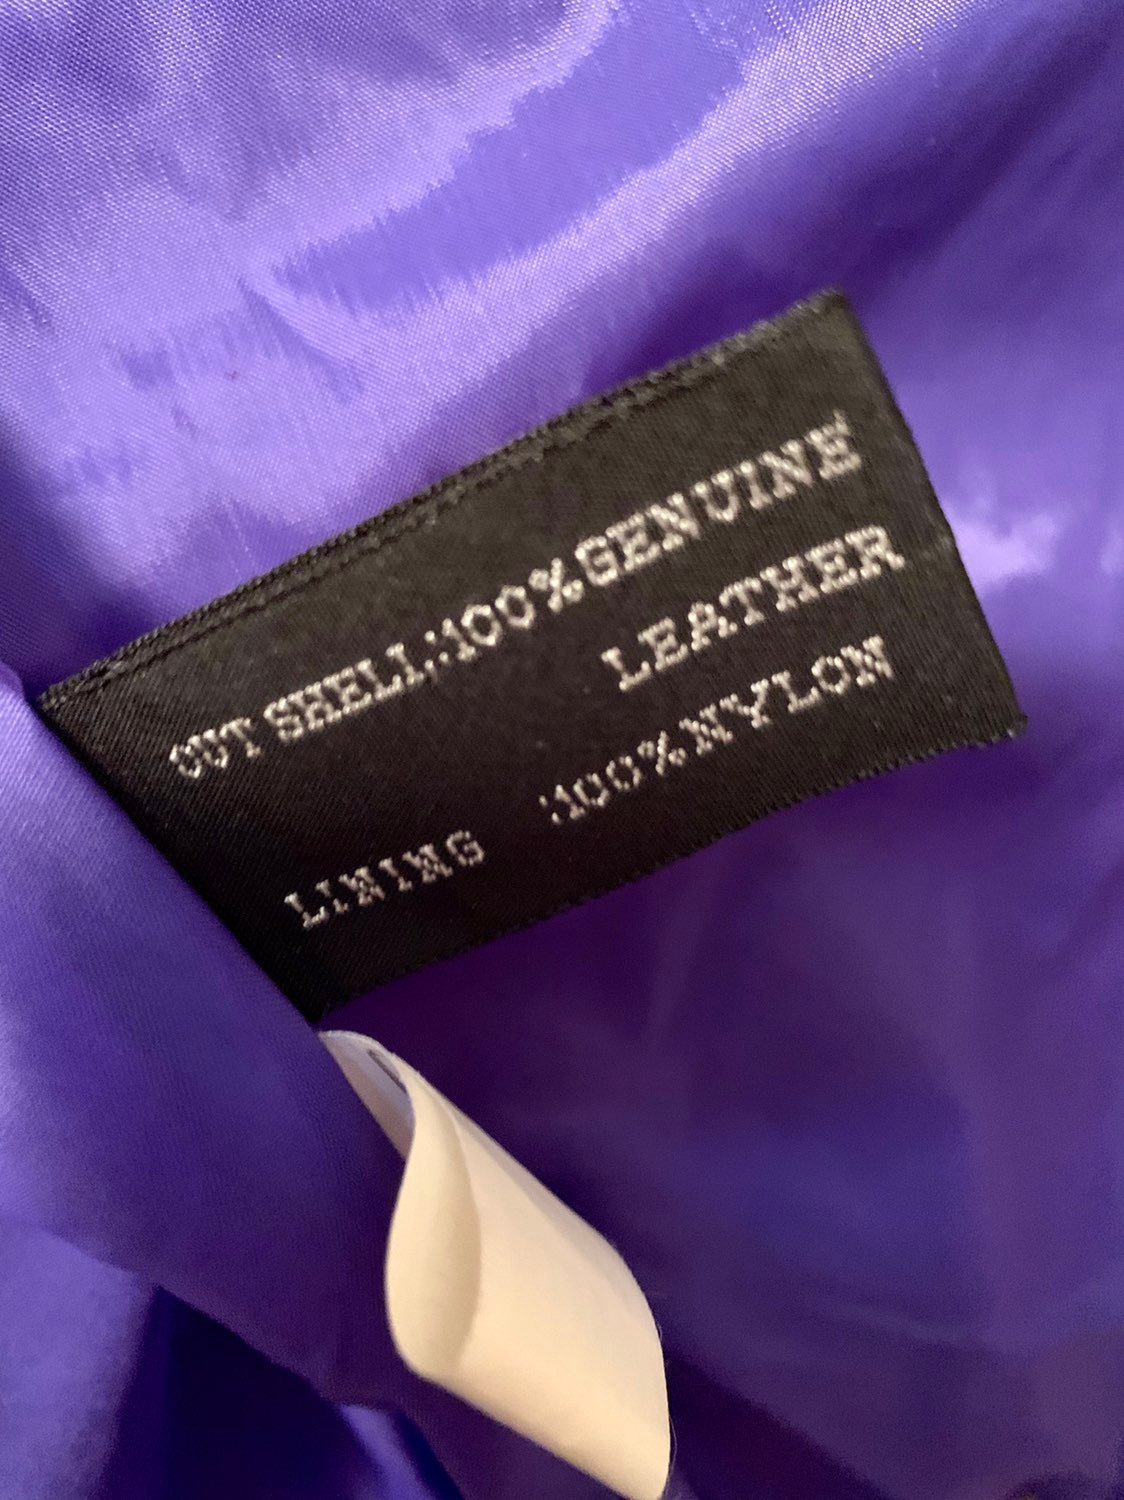 OUT SHELL:100%GENUINE
LEATHER
LINING :100%NYLON